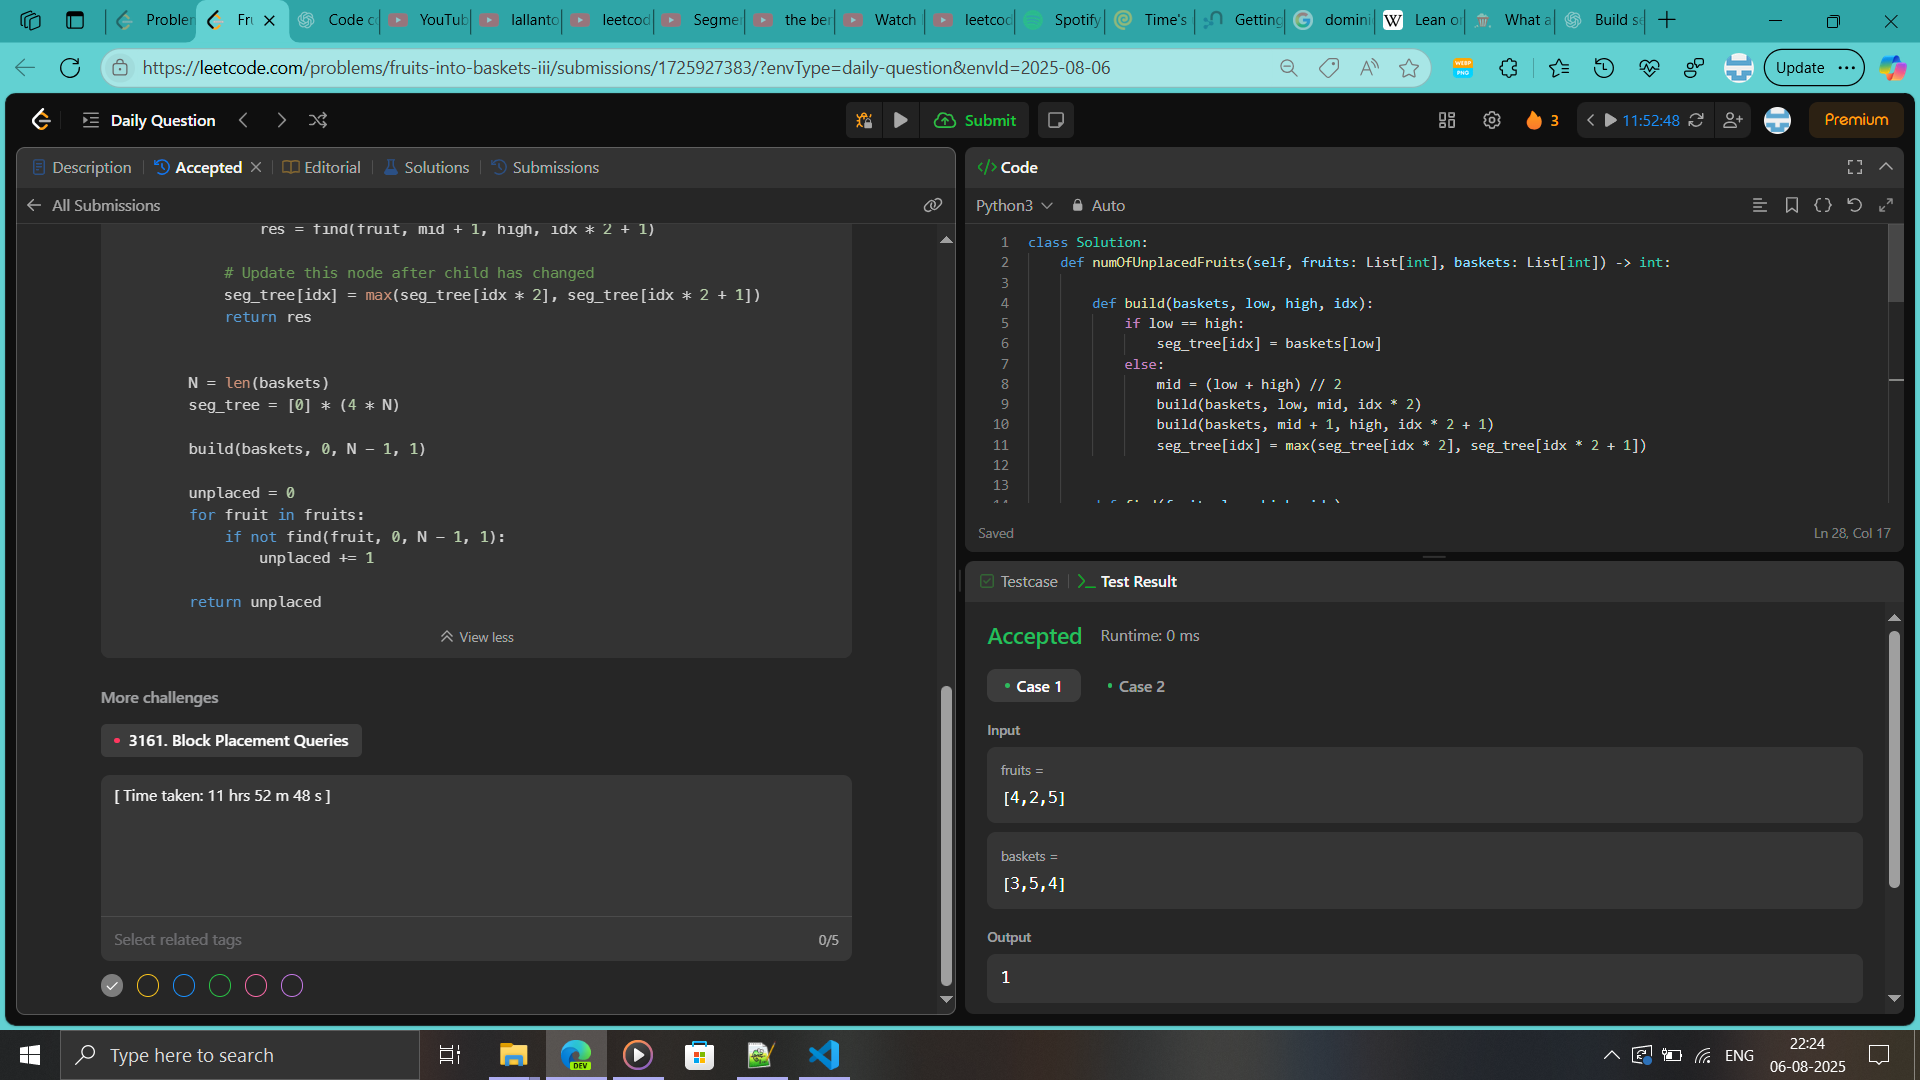 Problem
Fru
Code co
YouTub
lallanto
leetcod
Segmen
the ber
Watch
leetcod
Spotify
Time's
Getting
domini
Lean or
What a
Build se
https://leetcode.com/problems/fruits-into-baskets-iii/submissions/1725927383/?envType=daily-question&envId=2025-08-06
Update
Daily Question
Submit
3
11:52:48
Premium
Description
Accepted
Editorial
Solutions
Submissions
All Submissions
res = find(fruit, mid + 1, high, idx * 2 + 1)
# Update this node after child has changed
seg_tree[idx] = max(seg_tree[idx * 2], seg_tree[idx * 2 + 1])
return res
N = len(baskets)
seg_tree = [0] * (4 * N)
build(baskets, 0, N - 1, 1)
unplaced = 0
for fruit in fruits:
if not find(fruit, 0, N - 1, 1):
unplaced += 1
return unplaced
View less
More challenges
3161. Block Placement Queries
[ Time taken: 11 hrs 52 m 48 s ]
Select related tags
0/5
</> Code
Python3
Auto
1 class Solution:
2 def numOfUnplacedFruits(self, fruits: List[int], baskets: List[int]) -> int:
3
4 def build(baskets, low, high, idx):
5 if low == high:
6 seg_tree[idx] = baskets[low]
7 else:
8 mid = (low + high) // 2
9 build(baskets, low, mid, idx * 2)
10 build(baskets, mid + 1, high, idx * 2 + 1)
11 seg_tree[idx] = max(seg_tree[idx * 2], seg_tree[idx * 2 + 1])
12
13
Saved
Ln 28, Col 17
Testcase
Test Result
Accepted
Runtime: 0 ms
Case 1
Case 2
Input
fruits =
[4,2,5]
baskets =
[3,5,4]
Output
1
Type here to search
DEV
ENG
22:24
06-08-2025